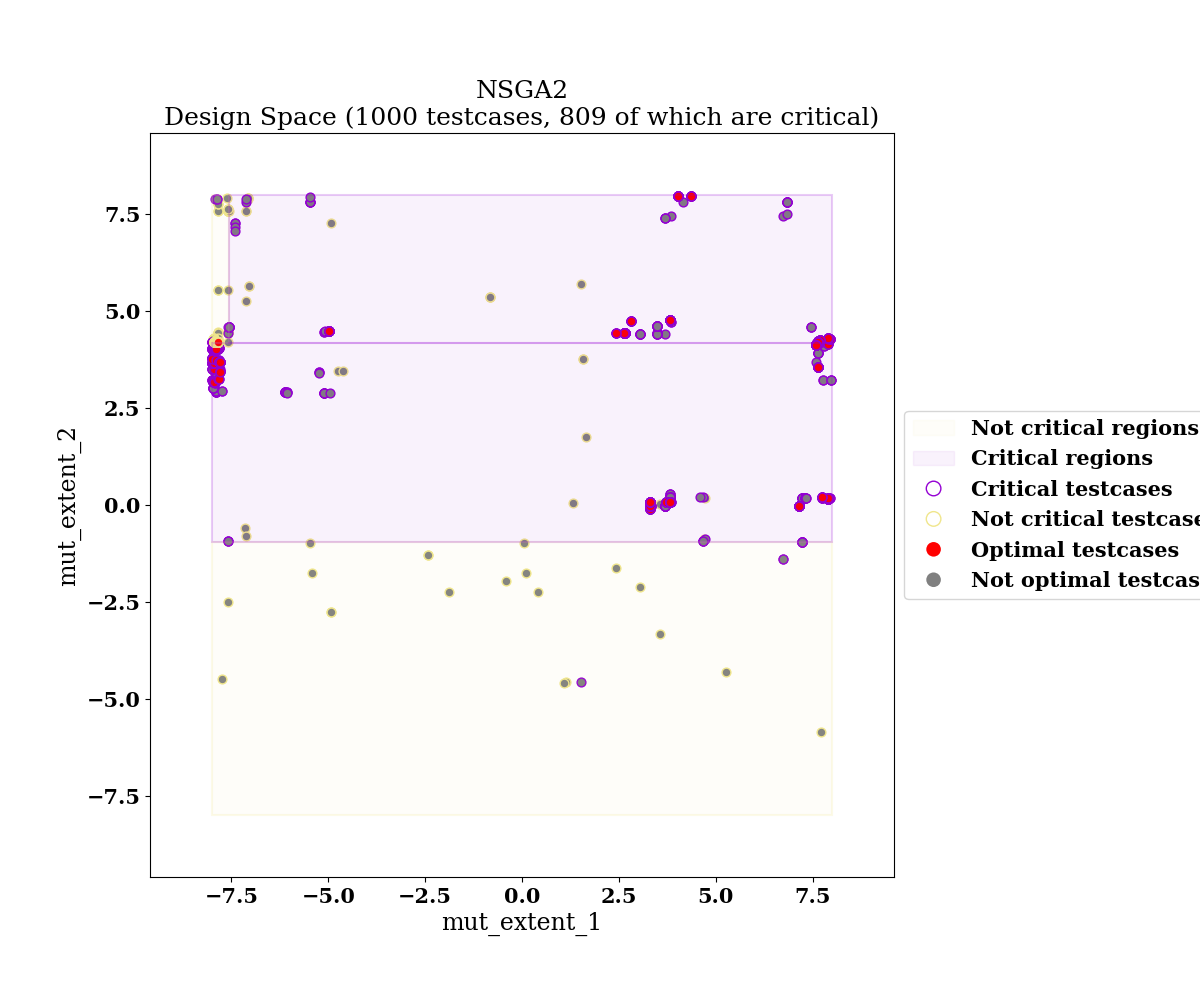 NSGA2
Design Space (1000 testcases, 809 of which are critical)
7.5
5.0
2.5
0.0
−2.5
−5.0
−7.5
mut_extent_2
−7.5 −5.0 −2.5 0.0 2.5 5.0 7.5
mut_extent_1
Not critical regions
Critical regions
Critical testcases
Not critical testcase
Optimal testcases
Not optimal testcas